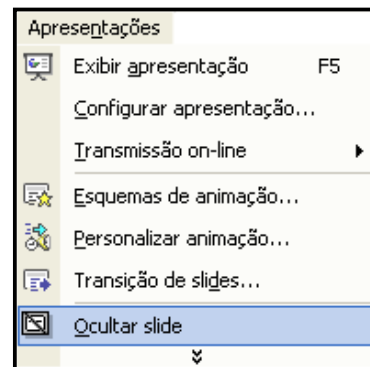 Apresentações
Exibir apresentação F5
Configurar apresentação...
Transmissão on-line
Esquemas de animação...
Personalizar animação...
Transição de slides...
Ocultar slide